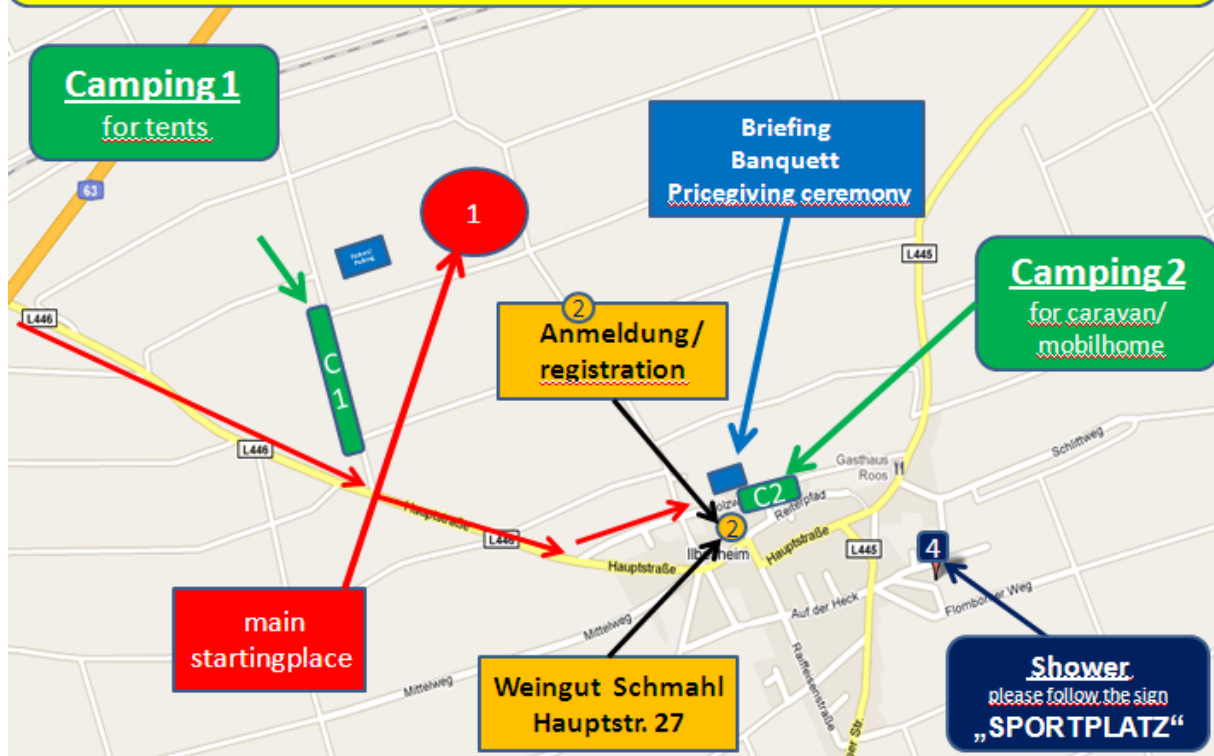 Camping 1
for tents
Briefing
Banquett
Pricegiving ceremony
63
1
L445
Camping 2
for caravan/
mobilhome
L446
2
Anmeldung/
registration
C
1
L446
Schlittweg
Gasthaus
Roos
C2
Reiterpfad
Hauptstraße
L446
2
Hauptstraße
L445
4
Hauptstraße
Auf der Heck
Flomborner Weg
main
startingplace
Mittelweg
Mittelweg
Raiffeisenstraße
Weingut Schmahl
Hauptstr. 27
Shower
please follow the sign
„SPORTPLATZ“